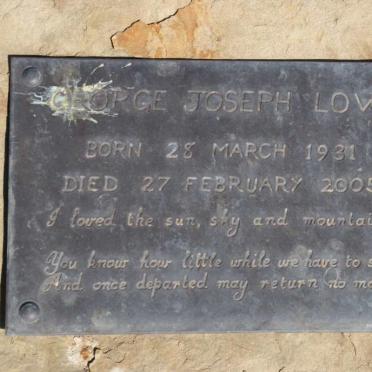 GEORGE JOSEPH LOV
BORN 28 MARCH 1931
DIED 27 FEBRUARY 2005
I loved the sun, sky and mountai
You know how little while we have to s
And once departed may return no mo